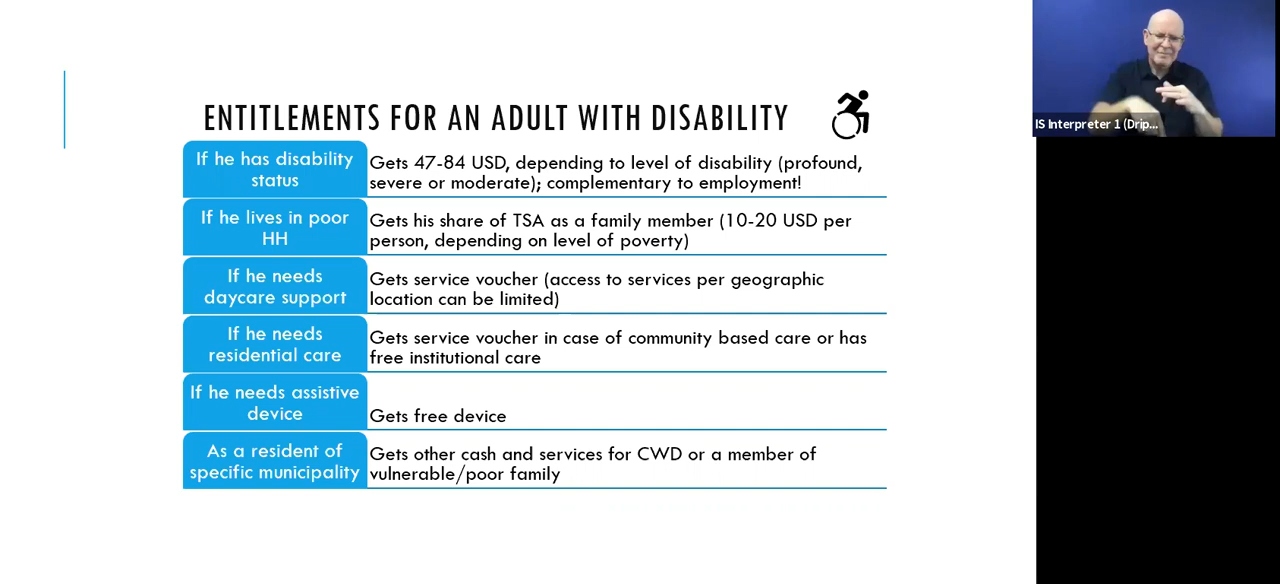 ENTITLEMENTS FOR AN ADULT WITH DISABILITY
If he has disability
status
Gets 47-84 USD, depending to level of disability (profound,
severe or moderate); complementary to employment!
If he lives in poor
HH
Gets his share of TSA as a family member (10-20 USD per
person, depending on level of poverty)
If he needs
daycare support
Gets service voucher (access to services per geographic
location can be limited)
If he needs
residential care
Gets service voucher in case of community based care or has
free institutional care
If he needs assistive
device
Gets free device
As a resident of
specific municipality
Gets other cash and services for CWD or a member of
vulnerable/poor family
IS Interpreter 1 (Drip...